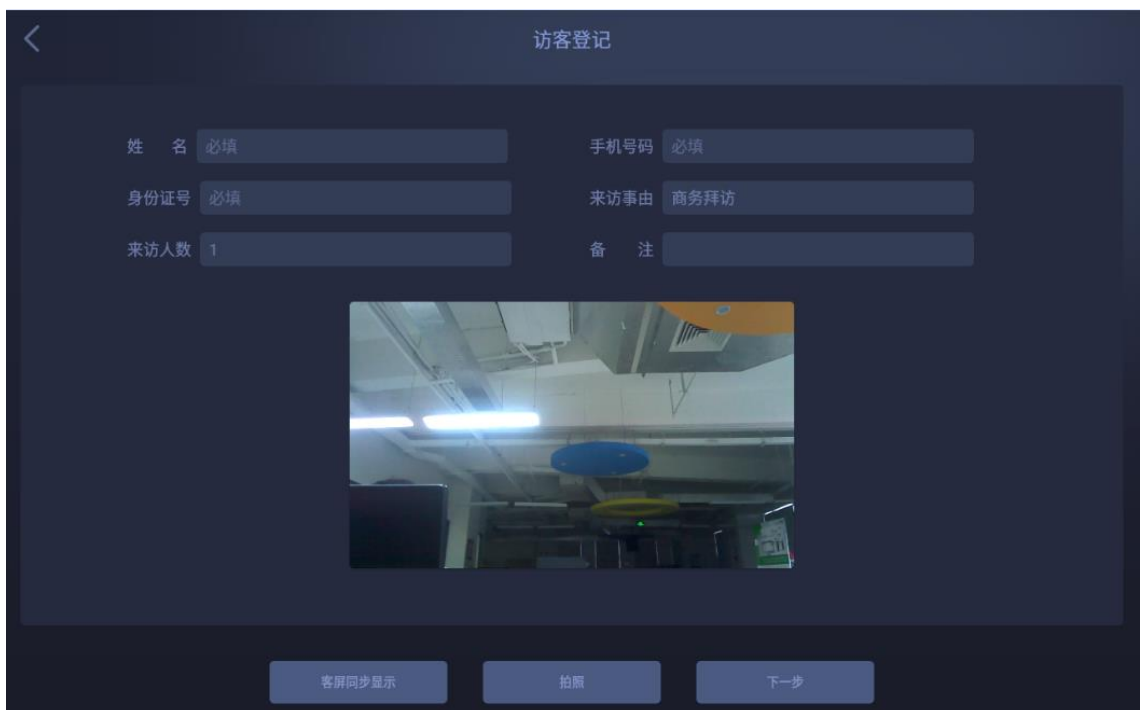 访客登记
姓 名 必填 手机号码 必填
身份证号 必填 来访事由 商务拜访
来访人数 1 备 注
客屏同步显示 拍照 下一步